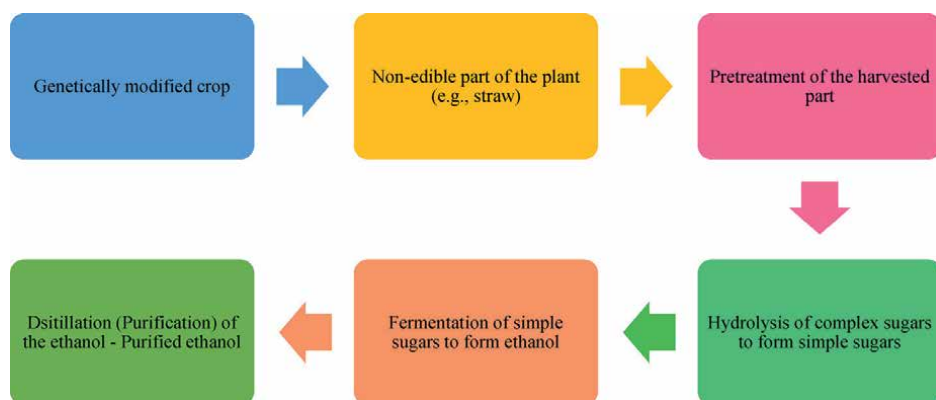 Genetically modified crop
Non-edible part of the plant
(e.g., straw)
Pretreatment of the harvested
part
Hydrolysis of complex sugars
to form simple sugars
Fermentation of simple
sugars to form ethanol
Dsitillation (Purification) of
the ethanol - Purified ethanol